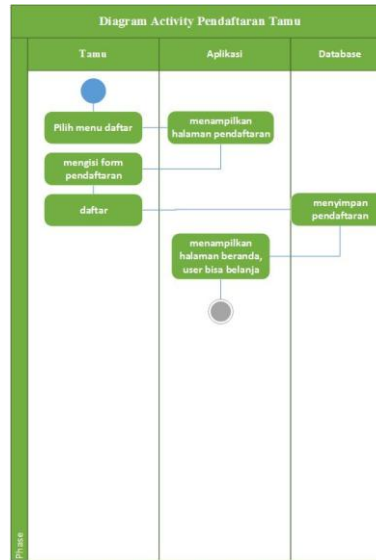 Diagram Activity Pendaftaran Tamu
Tamu
Aplikasi
Database
Pilih menu daftar
menampilkan
halaman pendaftaran
mengisi form
pendaftaran
daftar
menyimpan
pendaftaran
menampilkan
halaman beranda,
user bisa belanja
Phase